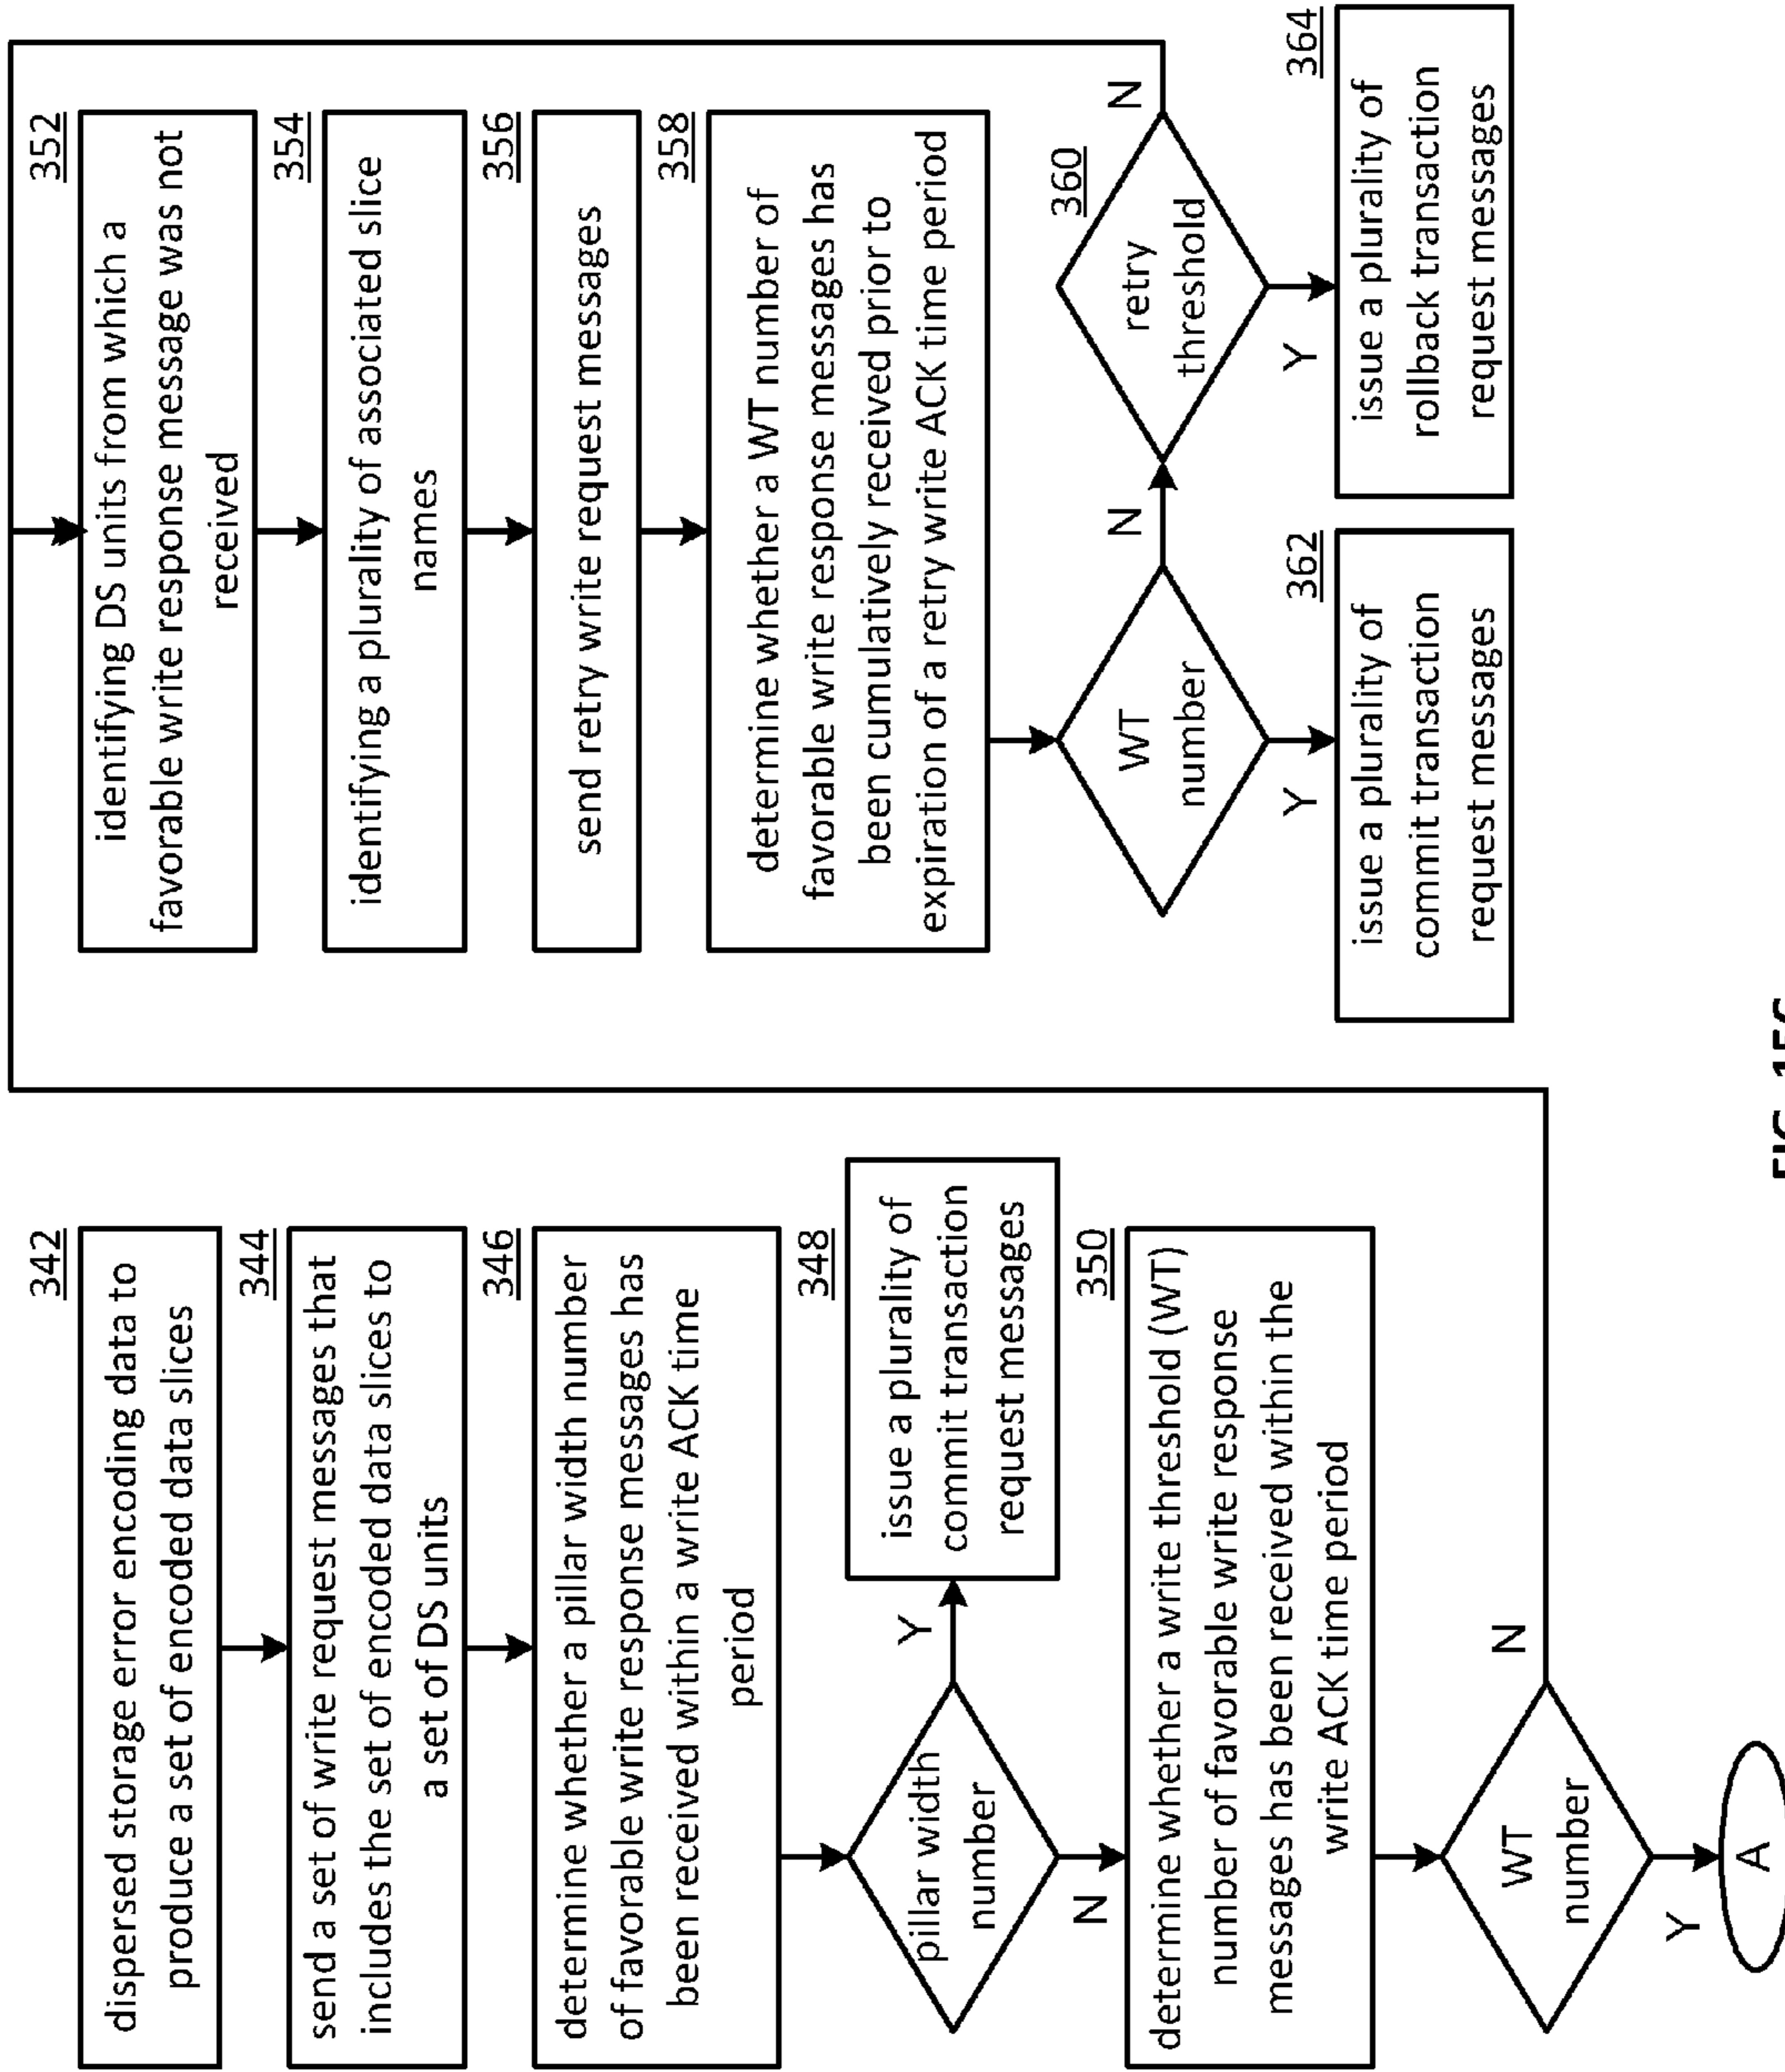 342
dispersed storage error encoding data to
produce a set of encoded data slices
344
send a set of write request messages that
includes the set of encoded data slices to
a set of DS units
346
determine whether a pillar width number
of favorable write response messages has
been received within a write ACK time
period
pillar width
number
Y
N
348
issue a plurality of
commit transaction
request messages
350
determine whether a write threshold (WT)
number of favorable write response
messages has been received within the
write ACK time period
WT
number
N
Y
A
352
identifying DS units from which a
favorable write response message was not
received
354
identifying a plurality of associated slice
names
356
send retry write request messages
358
determine whether a WT number of
favorable write response messages has
been cumulatively received prior to
expiration of a retry write ACK time period
WT
number
N
Y
360
retry
threshold
N
Y
362
issue a plurality of
commit transaction
request messages
364
issue a plurality of
rollback transaction
request messages